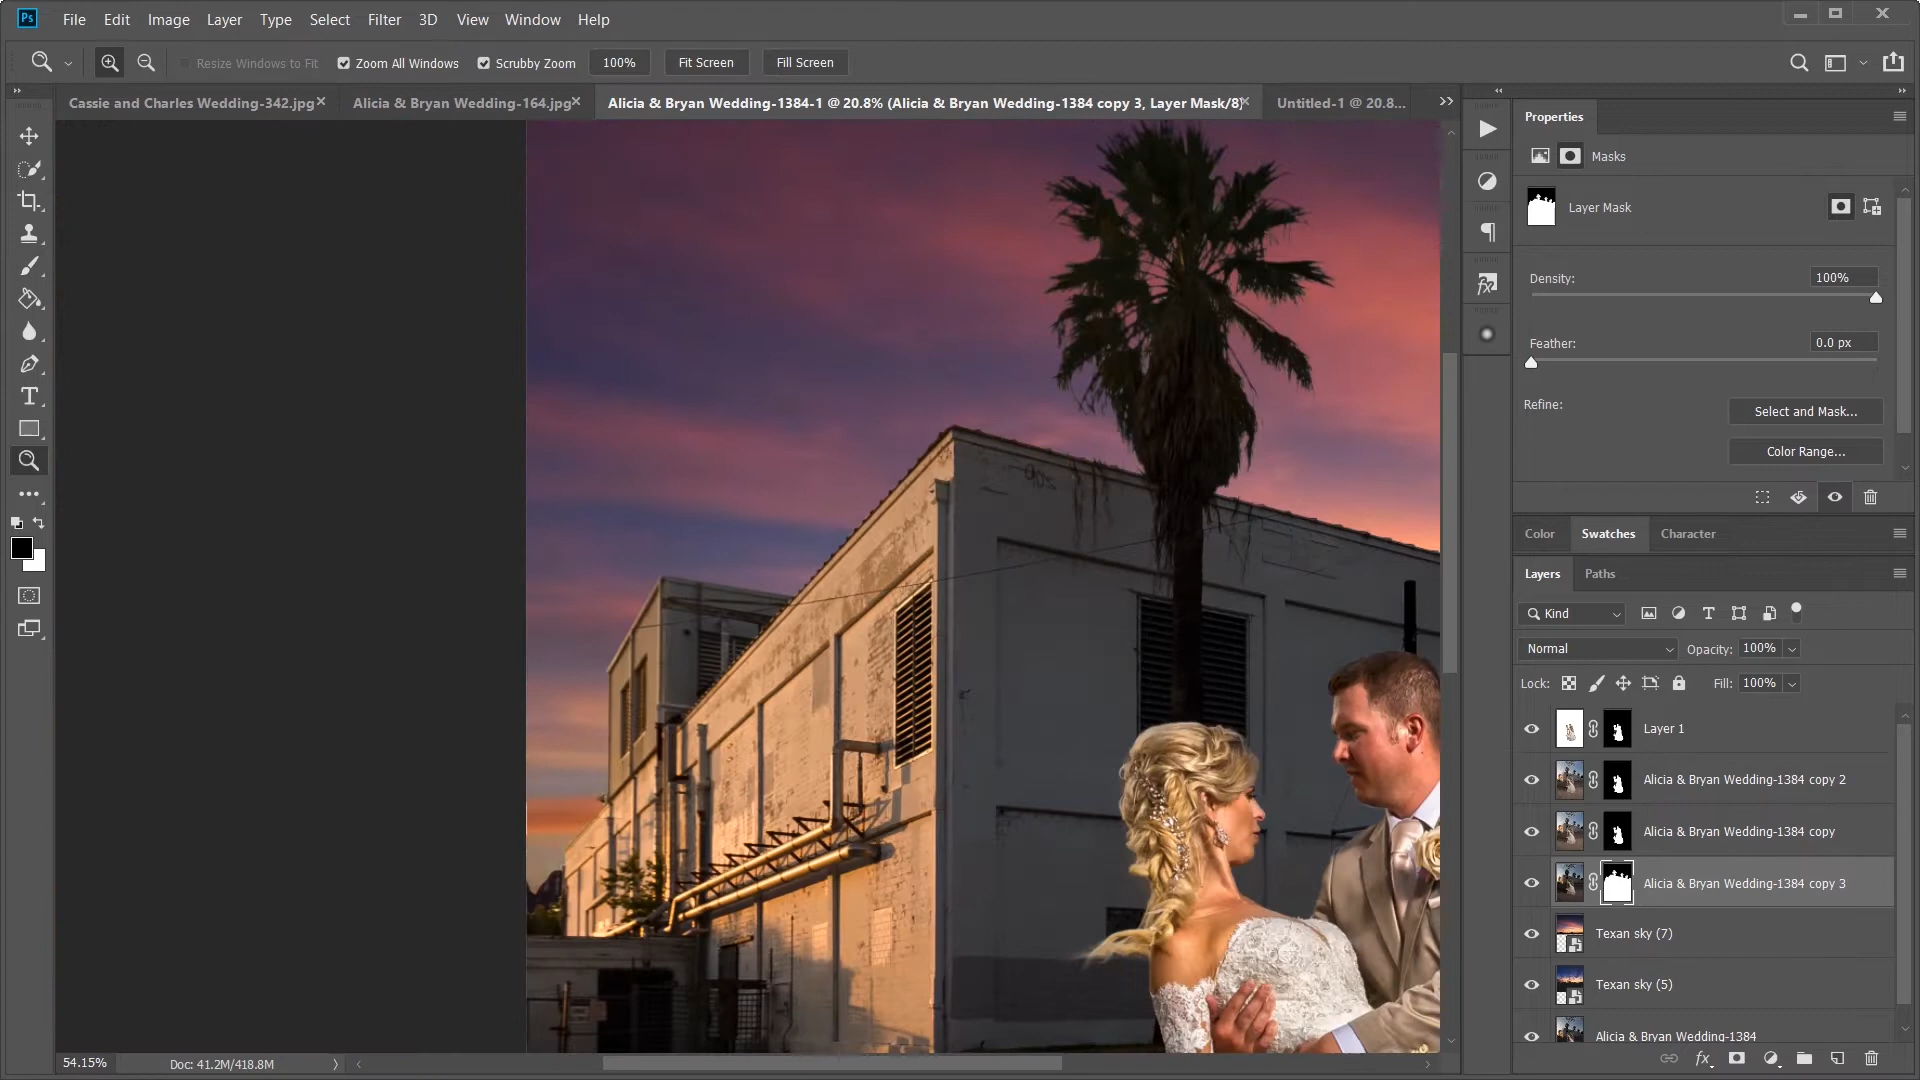 Ps File Edit Image Layer Type Select Filter 3D View Window Help
Resize Windows to Fit Zoom All Windows Scrubby Zoom 100% Fit Screen Fill Screen
Cassie and Charles Wedding-342.jpg Alicia & Bryan Wedding-164.jpg Alicia & Bryan Wedding-1384-1 @ 20.8% (Alicia & Bryan Wedding-1384 copy 3, Layer Mask/8) Untitled-1 @ 20.8...
Properties
Masks
Layer Mask
Density: 100%
Feather: 0.0 px
Refine: Select and Mask...
Color Range...
Color Swatches Character
Layers Paths
Kind
Normal Opacity: 100%
Lock: Fill: 100%
Layer 1
Alicia & Bryan Wedding-1384 copy 2
Alicia & Bryan Wedding-1384 copy
Alicia & Bryan Wedding-1384 copy 3
Texan sky (7)
Texan sky (5)
Alicia & Bryan Wedding-1384
54.15% Doc: 41.2M/418.8M